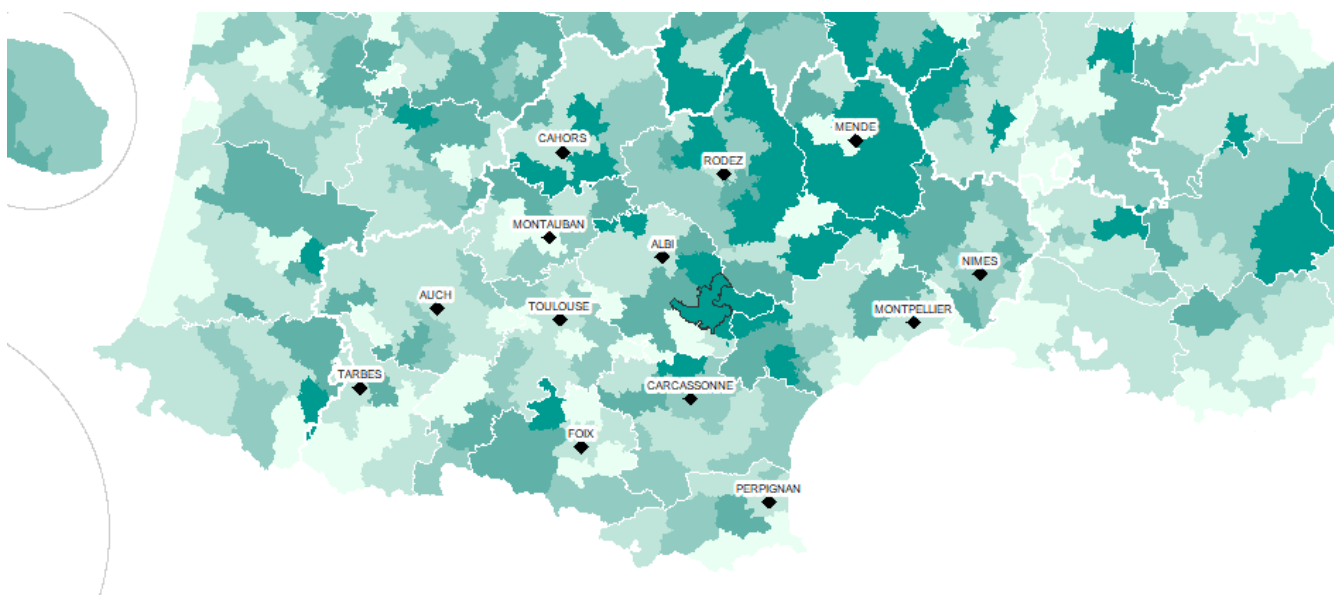 MENDE
CAHORS
RODEZ
MONTAUBAN
ALBI
NIMES
AUCH
TOULOUSE
MONTPELLIER
TARBES
CARCASSONNE
FOIX
PERPIGNAN